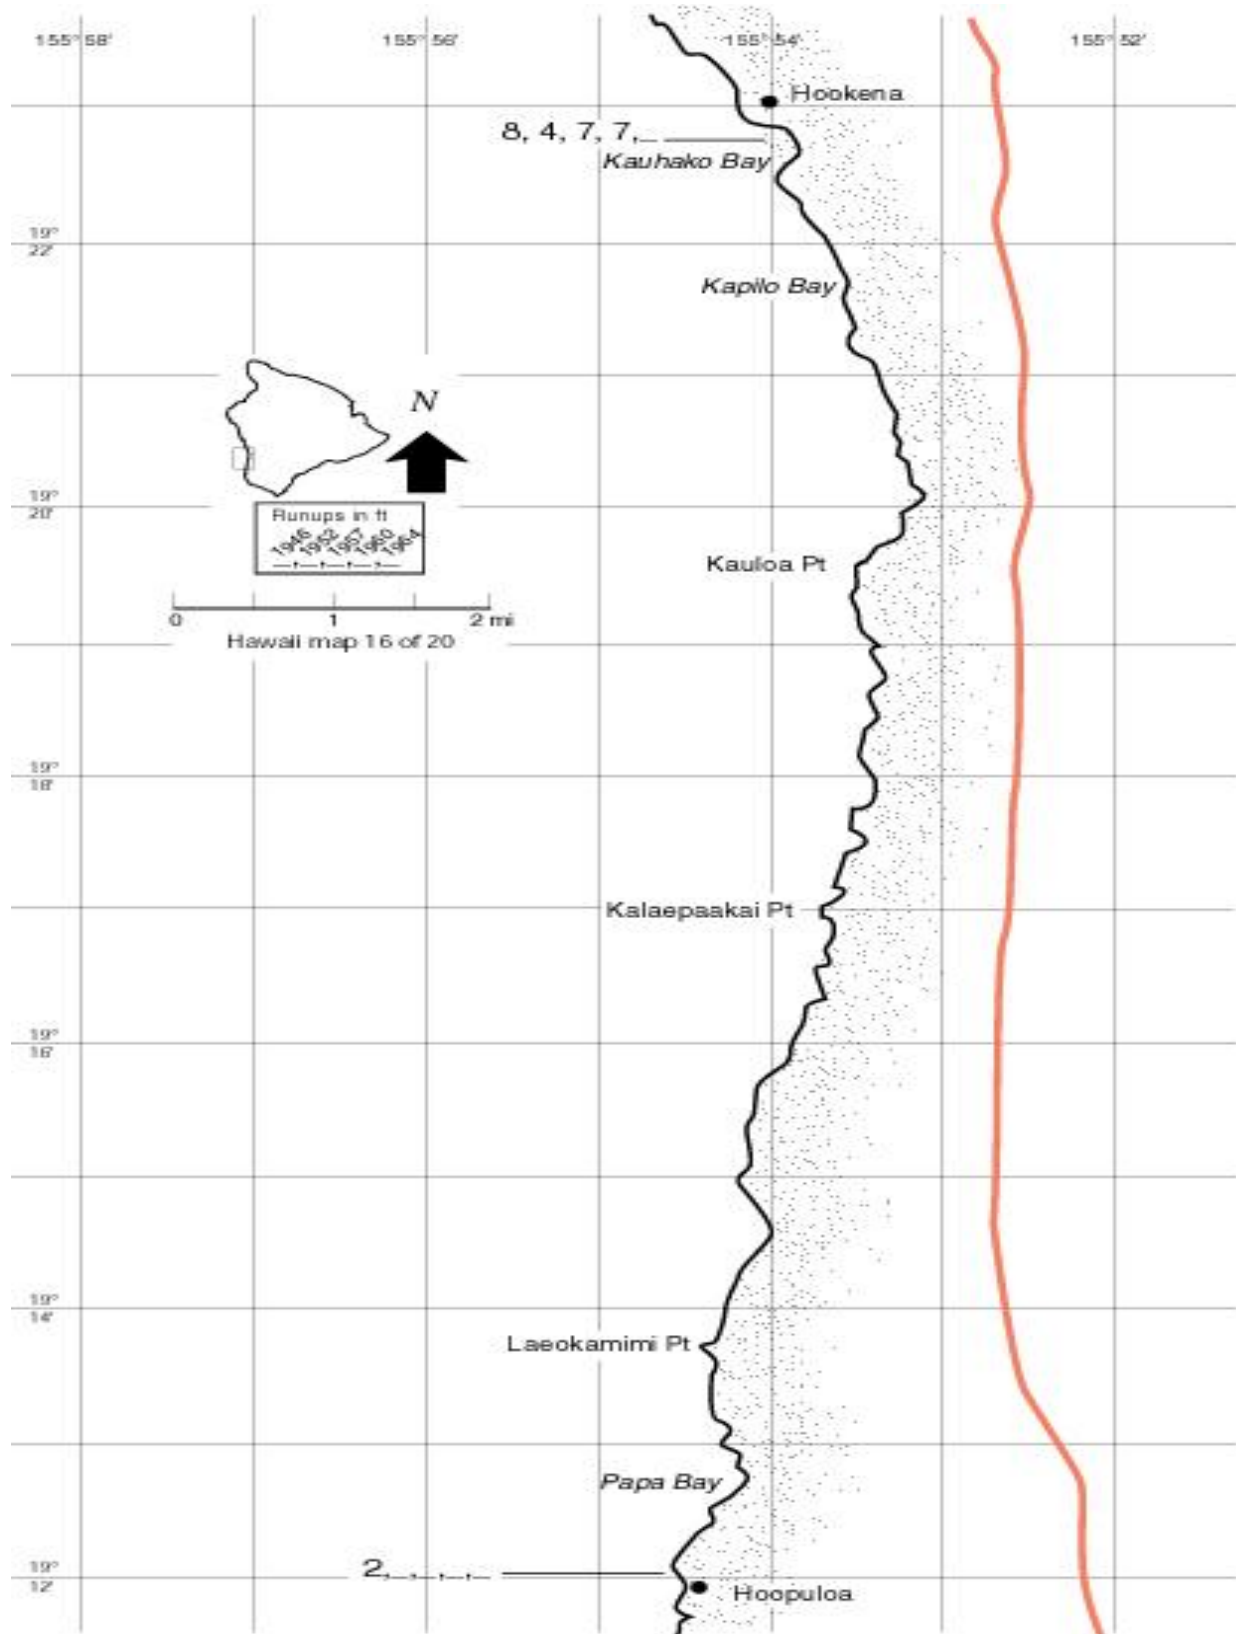 155° 58' 155° 56' 155° 54' 155° 52'
Hookena
8, 4, 7, 7,_
Kauhako Bay
19°
22'
Kapilo Bay
N
19°
20'
Runups in ft
1946 1952 1957 1960 1964
_,_,_,_,_
Kauloa Pt
0 1 2 mi
Hawaii map 16 of 20
19°
18'
Kalaepaakai Pt
19°
16'
19°
14'
Laeokamimi Pt
Papa Bay
19°
12'
2,_,_,_,_
Hoopuloa